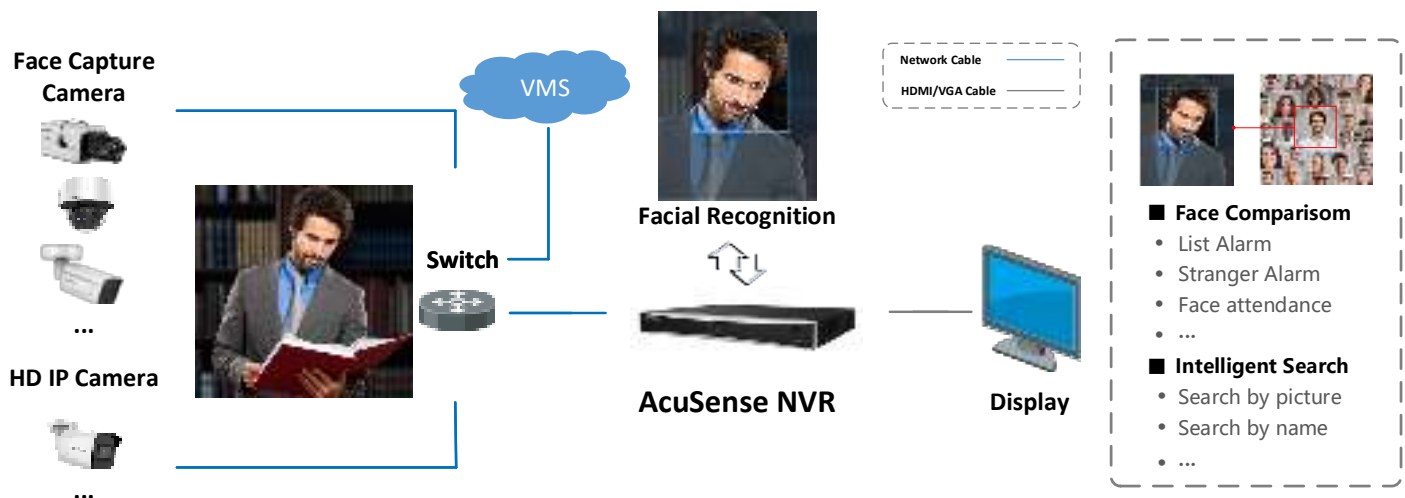 Face Capture
Camera
...
HD IP Camera
...
VMS
Switch
Facial Recognition
AcuSense NVR
Network Cable
HDMI/VGA Cable
Display
■ Face Comparisom
• List Alarm
• Stranger Alarm
• Face attendance
• ...
■ Intelligent Search
• Search by picture
• Search by name
• ...